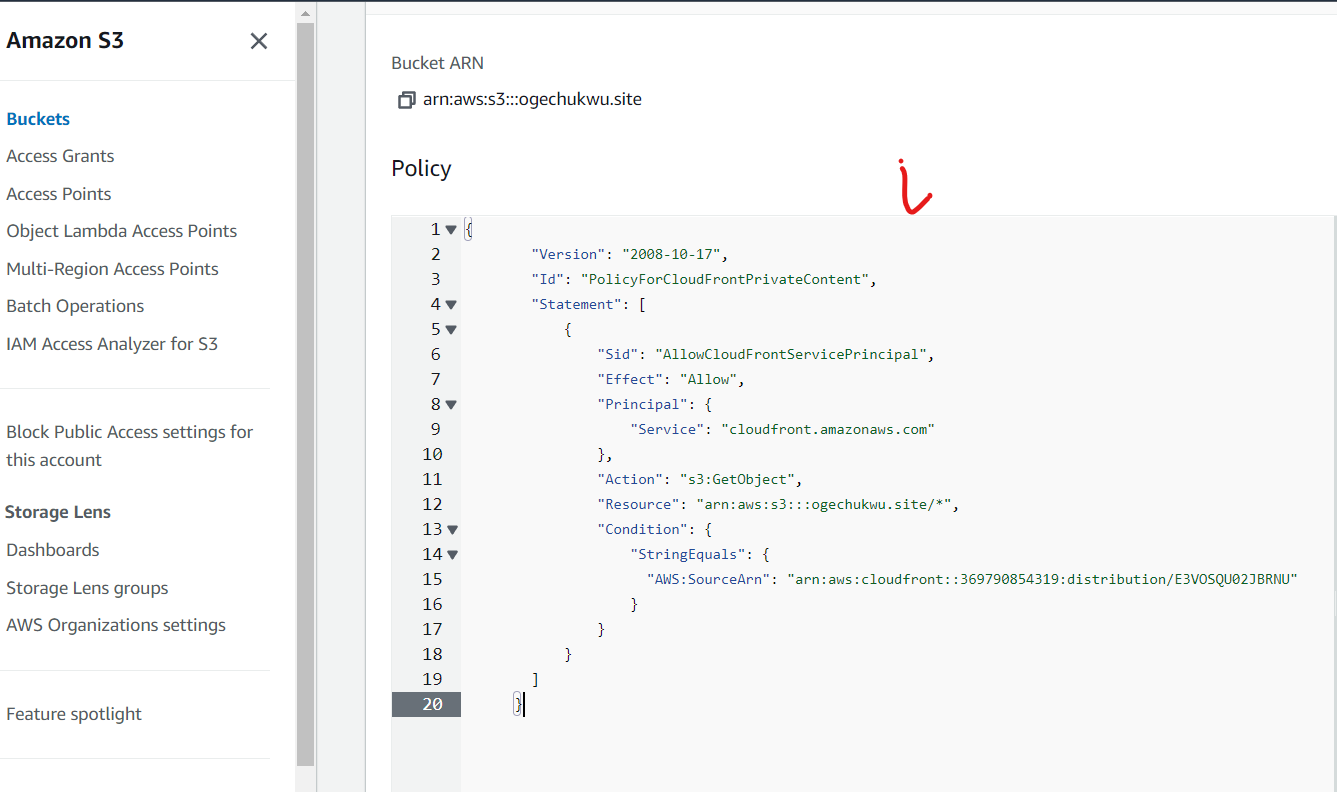 Amazon S3
Buckets
Access Grants
Access Points
Object Lambda Access Points
Multi-Region Access Points
Batch Operations
IAM Access Analyzer for S3
Block Public Access settings for
this account
Storage Lens
Dashboards
Storage Lens groups
AWS Organizations settings
Feature spotlight
Bucket ARN
arn:aws:s3:::ogechukwu.site
Policy
i
1 {
2 "Version": "2008-10-17",
3 "Id": "PolicyForCloudFrontPrivateContent",
4 "Statement": [
5 {
6 "Sid": "AllowCloudFrontServicePrincipal",
7 "Effect": "Allow",
8 "Principal": {
9 "Service": "cloudfront.amazonaws.com"
10 },
11 "Action": "s3:GetObject",
12 "Resource": "arn:aws:s3:::ogechukwu.site/*",
13 "Condition": {
14 "StringEquals": {
15 "AWS:SourceArn": "arn:aws:cloudfront::369790854319:distribution/E3VOSQU02JBRNU"
16 }
17 }
18 }
19 ]
20 }